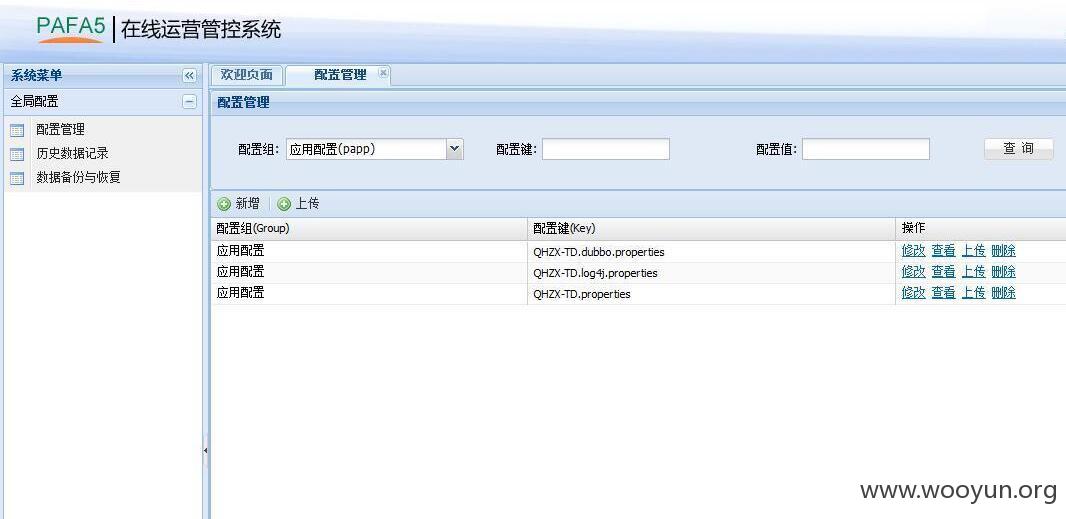 PAFA5 在线运营管控系统
系统菜单
欢迎页面 配置管理
全局配置
配置管理
配置管理
历史数据记录
数据备份与恢复
配置组: 应用配置(papp) 配置键: 配置值: 查 询
新增 上传
配置组(Group) 配置键(Key) 操作
应用配置 QHZX-TD.dubbo.properties 修改 查看 上传 删除
应用配置 QHZX-TD.log4j.properties 修改 查看 上传 删除
应用配置 QHZX-TD.properties 修改 查看 上传 删除
www.wooyun.org